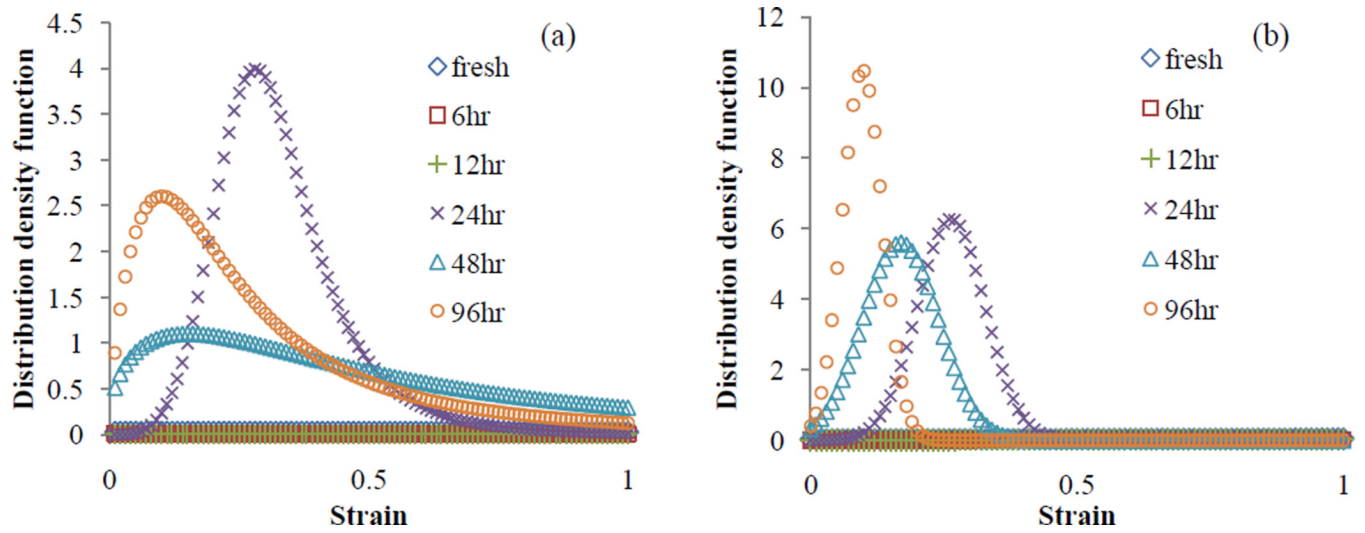 (a)
Distribution density function
4.5
4
3.5
3
2.5
2
1.5
1
0.5
0
0
0.5
1
Strain
fresh
6hr
12hr
24hr
48hr
96hr
(b)
Distribution density function
12
10
8
6
4
2
0
0
0.5
1
Strain
fresh
6hr
12hr
24hr
48hr
96hr